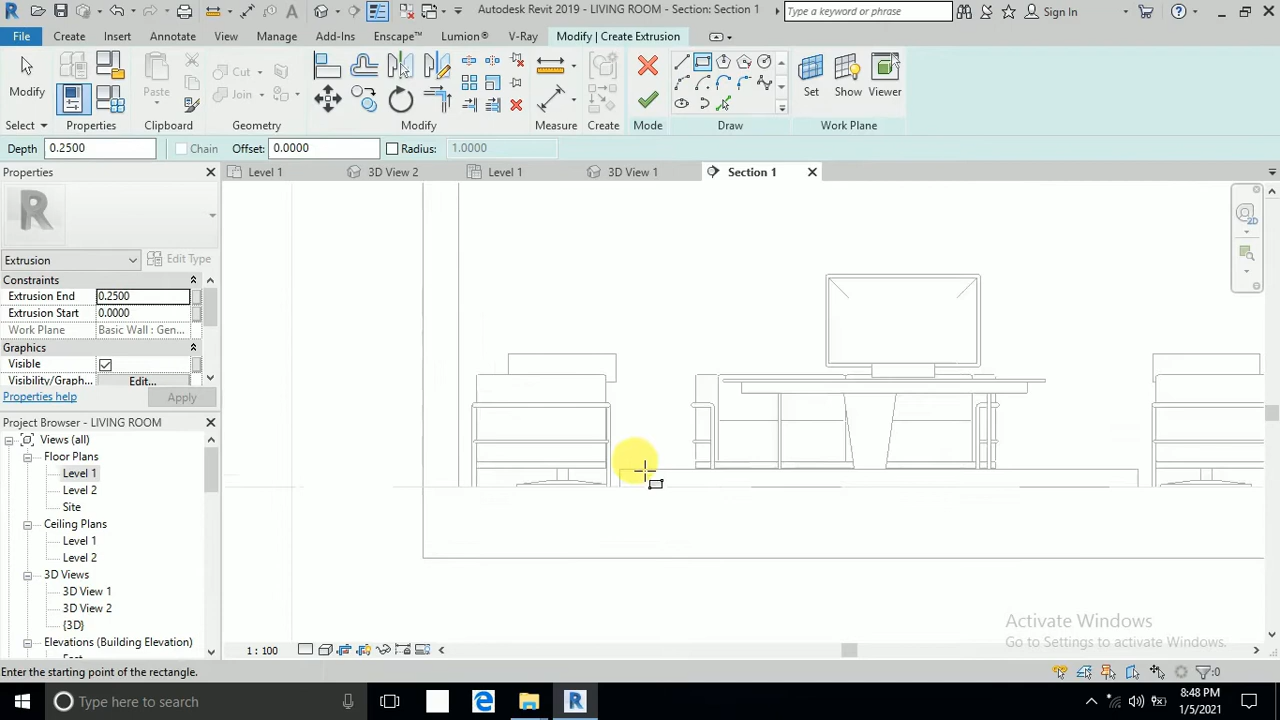 Autodesk Revit 2019 - LIVING ROOM - Section: Section 1
Type a keyword or phrase
Sign In
File
Create
Insert
Annotate
View
Manage
Add-Ins
Enscape™
Lumion®
V-Ray
Modify | Create Extrusion
Modify
Paste
Cut
Join
Create
Set
Show
Viewer
Select
Properties
Clipboard
Geometry
Modify
Measure
Create
Mode
Draw
Work Plane
Depth
0.2500
Chain
Offset:
0.0000
Radius:
1.0000
Properties
Level 1
3D View 2
Level 1
3D View 1
Section 1
R
Extrusion
Edit Type
Constraints
Extrusion End
0.2500
Extrusion Start
0.0000
Work Plane
Basic Wall : Gen...
Graphics
Visible
Visibility/Graph...
Edit...
Properties help
Apply
Project Browser - LIVING ROOM
Views (all)
Floor Plans
Level 1
Level 2
Site
Ceiling Plans
Level 1
Level 2
3D Views
3D View 1
3D View 2
{3D}
Elevations (Building Elevation)
2D
1 : 100
Activate Windows
Go to Settings to activate Windows.
Enter the starting point of the rectangle.
:0
Type here to search
8:48 PM
1/5/2021